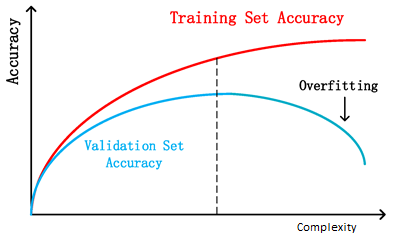 Training Set Accuracy
Accuracy
Overfitting
Validation Set
Accuracy
Complexity